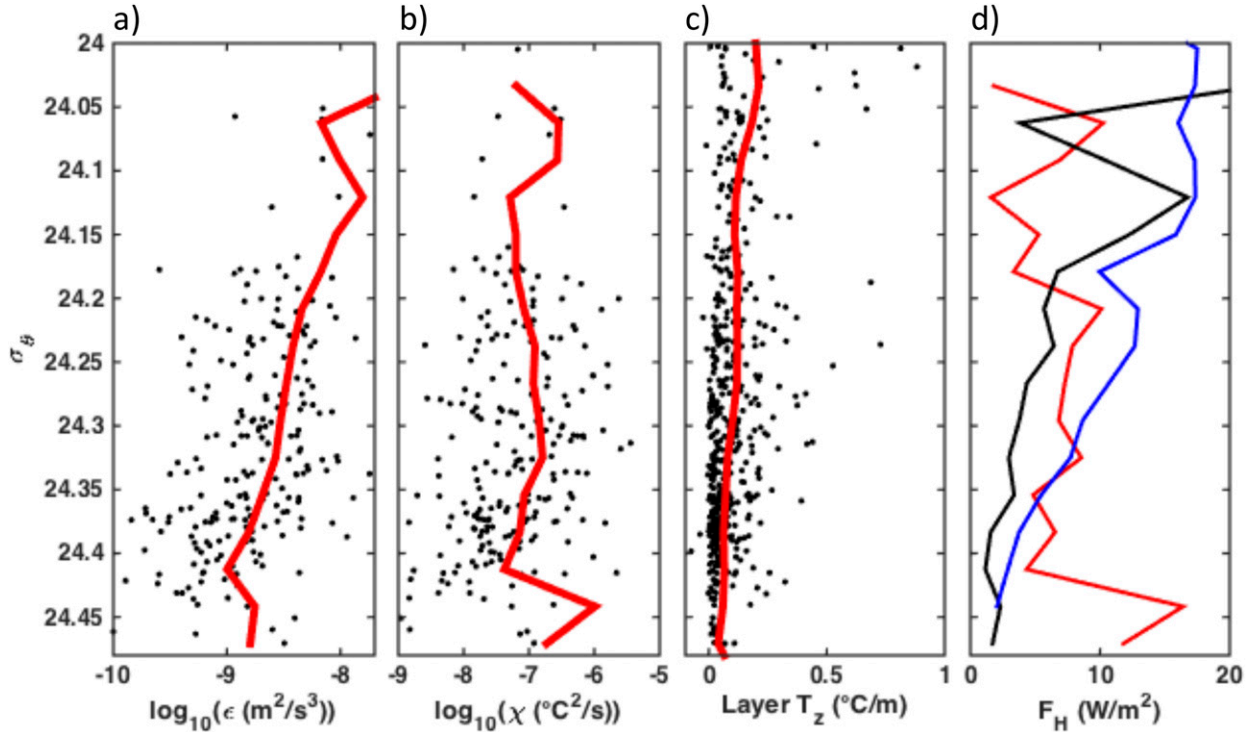 a) b) c) d)
24
24.05
24.1
24.15
24.2
24.25
24.3
24.35
24.4
24.45
σθ
-10 -9 -8 -9 -8 -7 -6 -5 0 0.5 1 0 10 20
log10(ϵ (m2/s3)) log10(χ (°C2/s)) Layer Tz (°C/m) FH (W/m2)